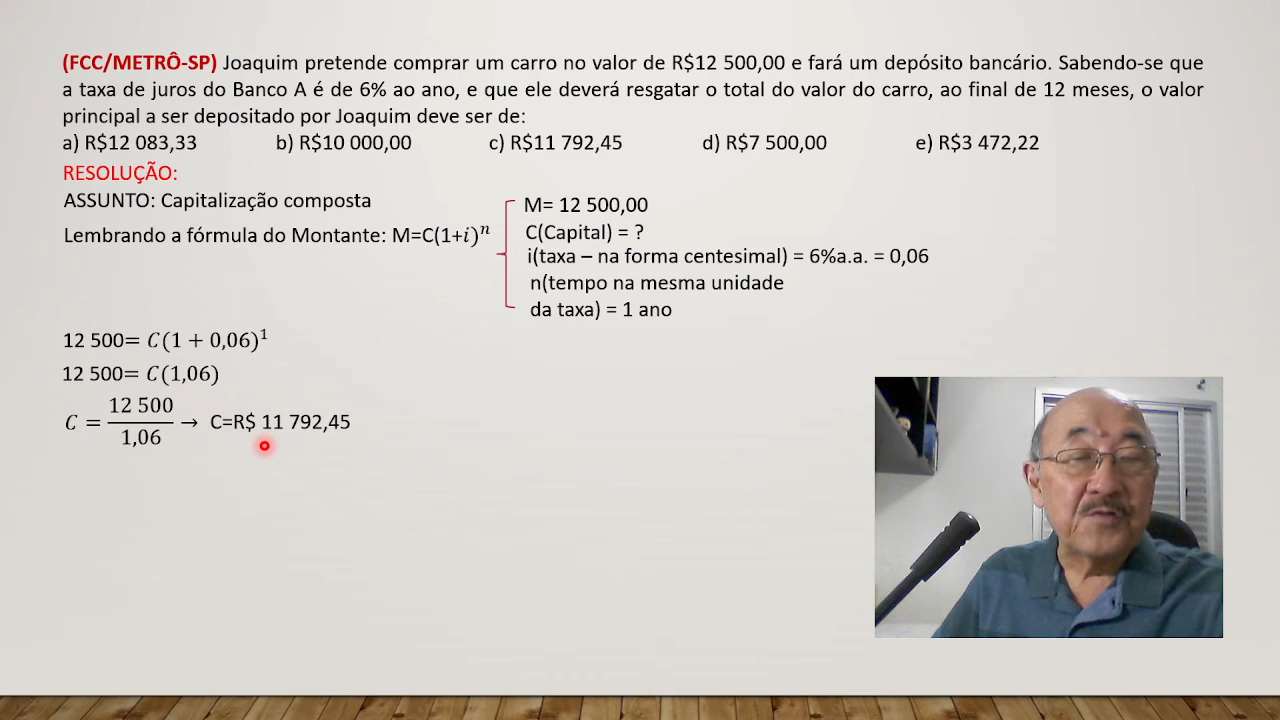 (FCC/METRÔ-SP) Joaquim pretende comprar um carro no valor de R$12 500,00 e fará um depósito bancário. Sabendo-se que
a taxa de juros do Banco A é de 6% ao ano, e que ele deverá resgatar o total do valor do carro, ao final de 12 meses, o valor
principal a ser depositado por Joaquim deve ser de:
a) R$12 083,33 b) R$10 000,00 c) R$11 792,45 d) R$7 500,00 e) R$3 472,22
RESOLUÇÃO:
ASSUNTO: Capitalização composta
Lembrando a fórmula do Montante: M=C(1+𝑖)ⁿ
M= 12 500,00
C(Capital) = ?
i(taxa – na forma centesimal) = 6%a.a. = 0,06
n(tempo na mesma unidade
da taxa) = 1 ano
12 500= 𝐶(1 + 0,06)¹
12 500= 𝐶(1,06)
𝐶 = 12 500/1,06 → C=R$ 11 792,45